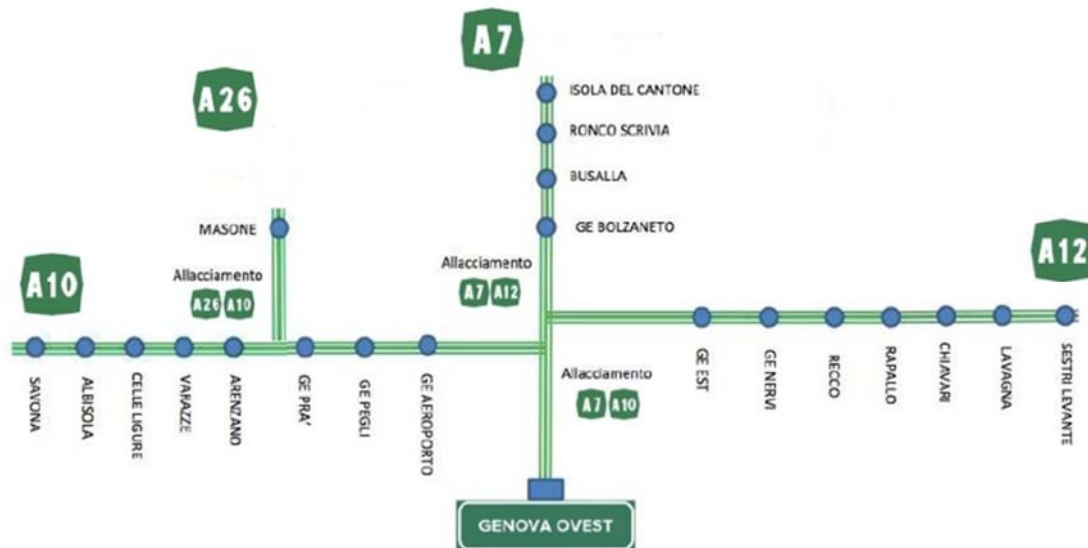 A7
A26
ISOLA DEL CANTONE
RONCO SCRIVIA
BUSALLA
MASONE
GE BOLZANETO
A12
Allacciamento
A7 A12
Allacciamento
A26 A10
A10
SAVONA
ALBISOLA
CELLE LIGURE
VARAZZE
ARENZANO
GE PRA'
GE PEGLI
GE AEROPORTO
GE EST
GE NERVI
RECCO
RAPALLO
CHIAVARI
LAVAGNA
SESTRI LEVANTE
Allacciamento
A7 A10
GENOVA OVEST